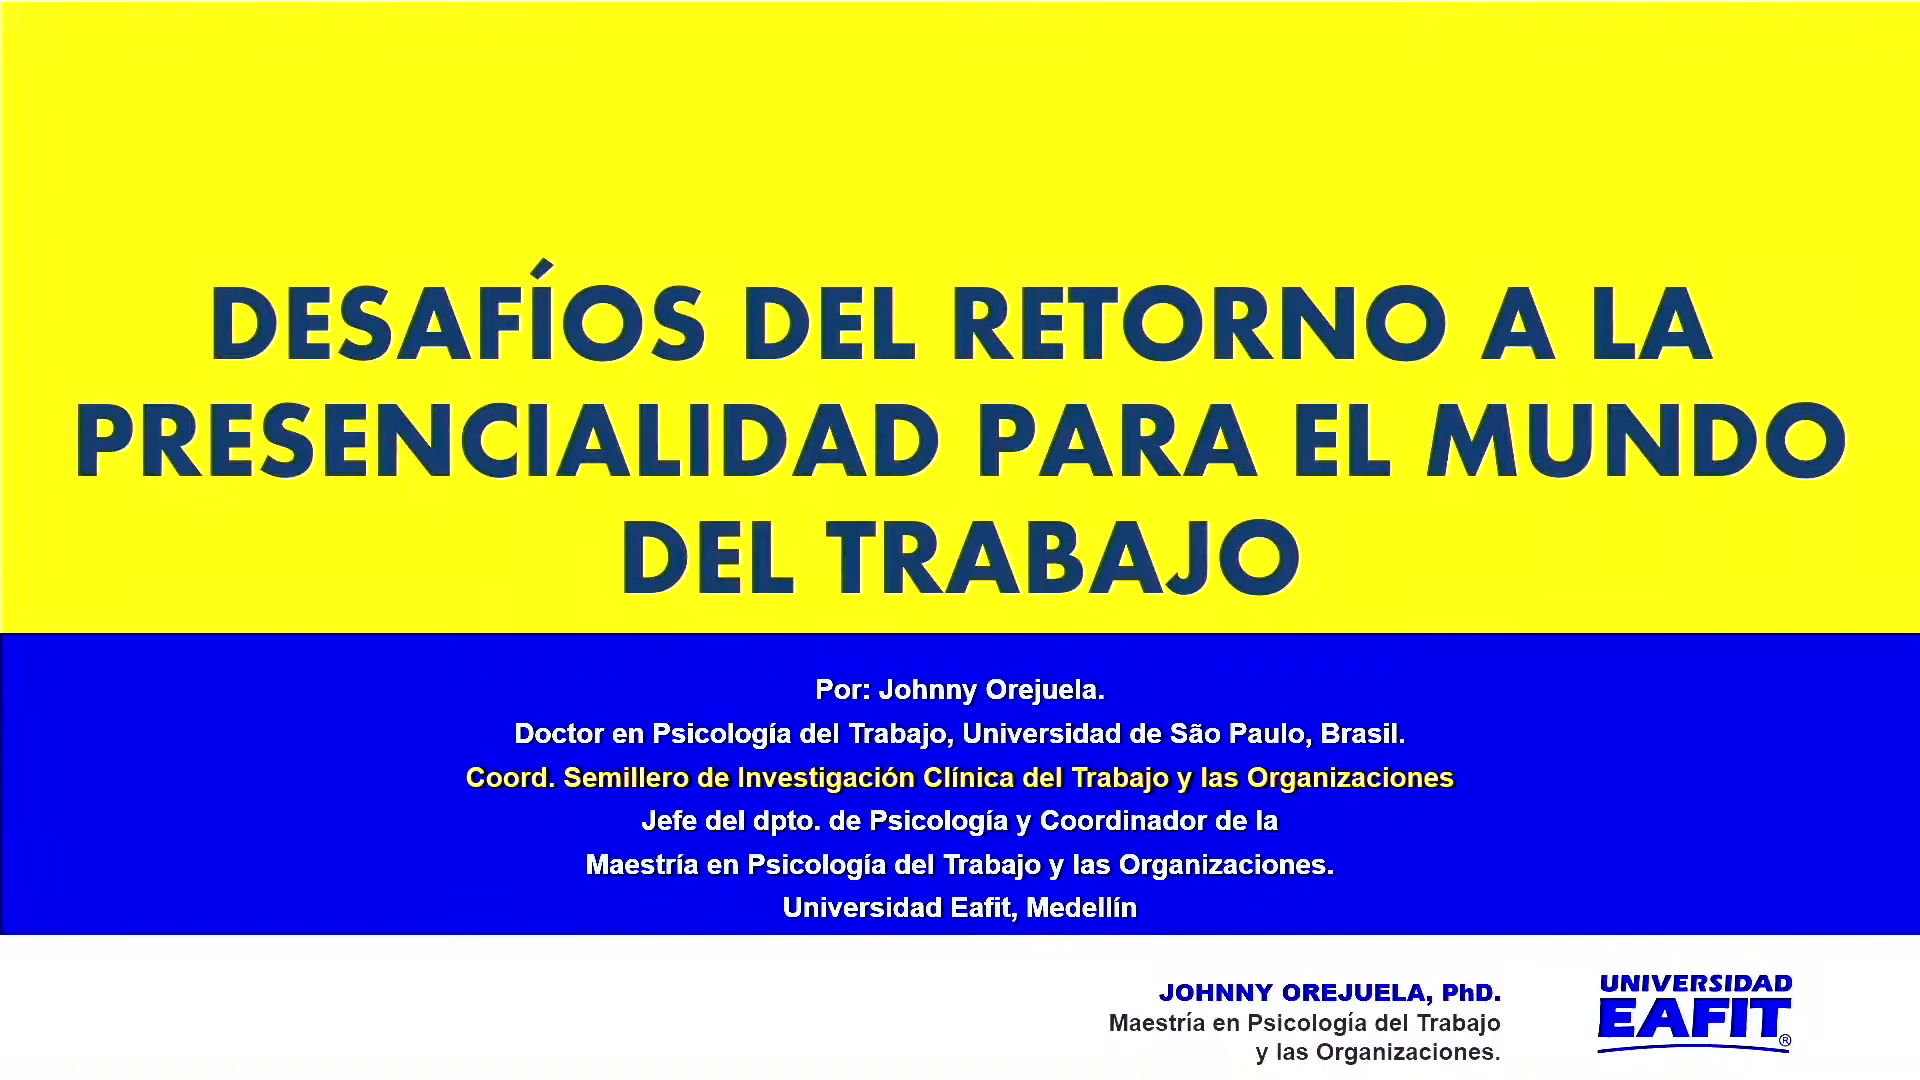 DESAFÍOS DEL RETORNO A LA
PRESENCIALIDAD PARA EL MUNDO
DEL TRABAJO
Por: Johnny Orejuela.
Doctor en Psicología del Trabajo, Universidad de São Paulo, Brasil.
Coord. Semillero de Investigación Clínica del Trabajo y las Organizaciones
Jefe del dpto. de Psicología y Coordinador de la
Maestría en Psicología del Trabajo y las Organizaciones.
Universidad Eafit, Medellín
JOHNNY OREJUELA, PhD.
Maestría en Psicología del Trabajo
y las Organizaciones.
UNIVERSIDAD
EAFIT®